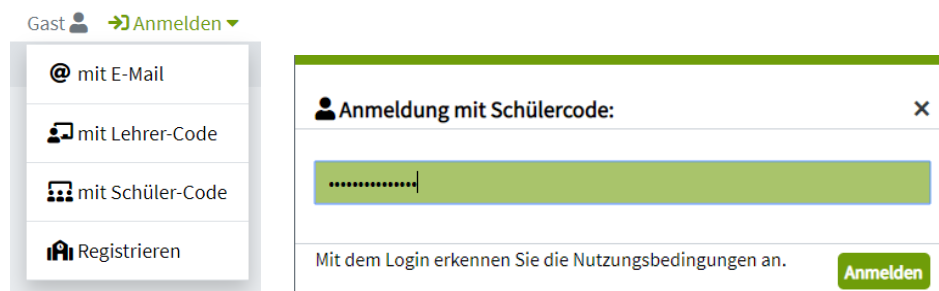 Gast Anmelden
@ mit E-Mail
mit Lehrer-Code
mit Schüler-Code
Registrieren
Anmeldung mit Schülercode: ×
•••••••••••••••
Mit dem Login erkennen Sie die Nutzungsbedingungen an.
Anmelden